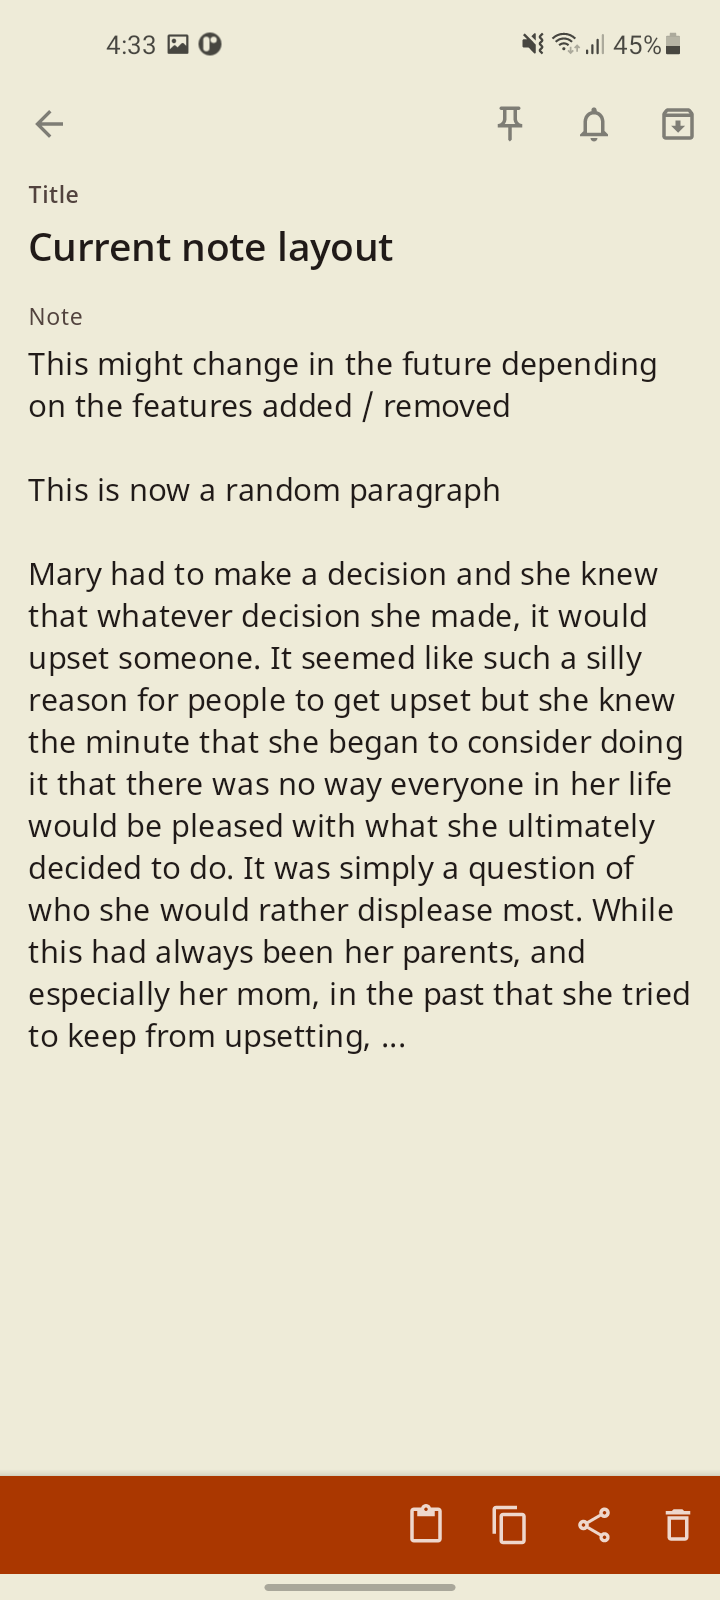 4:33
45%
Title
Current note layout
Note
This might change in the future depending
on the features added / removed
This is now a random paragraph
Mary had to make a decision and she knew
that whatever decision she made, it would
upset someone. It seemed like such a silly
reason for people to get upset but she knew
the minute that she began to consider doing
it that there was no way everyone in her life
would be pleased with what she ultimately
decided to do. It was simply a question of
who she would rather displease most. While
this had always been her parents, and
especially her mom, in the past that she tried
to keep from upsetting, ...